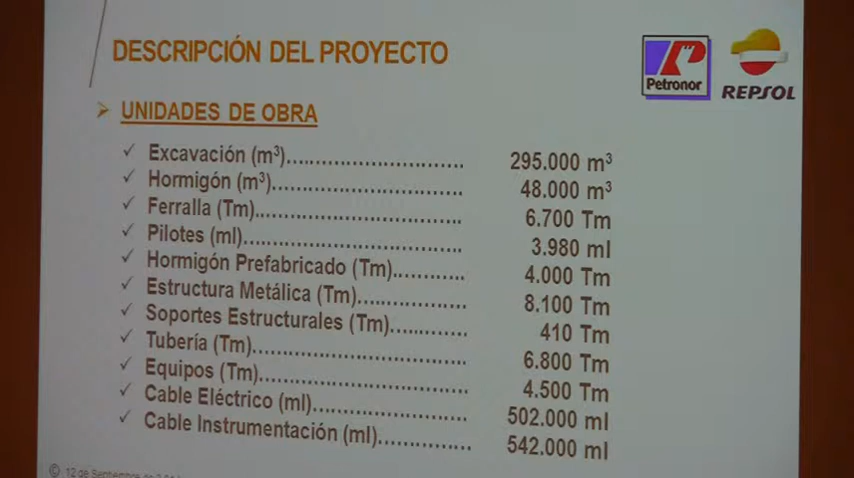 DESCRIPCIÓN DEL PROYECTO
Petronor
REPSOL
UNIDADES DE OBRA
Excavación (m³)............................. 295.000 m³
Hormigón (m³)............................... 48.000 m³
Ferralla (Tm)................................. 6.700 Tm
Pilotes (ml)................................... 3.980 ml
Hormigón Prefabricado (Tm)............ 4.000 Tm
Estructura Metálica (Tm)................. 8.100 Tm
Soportes Estructurales (Tm)............ 410 Tm
Tubería (Tm)................................. 6.800 Tm
Equipos (Tm)................................ 4.500 Tm
Cable Eléctrico (ml)........................ 502.000 ml
Cable Instrumentación (ml)............... 542.000 ml
© 12 de Septiembre de